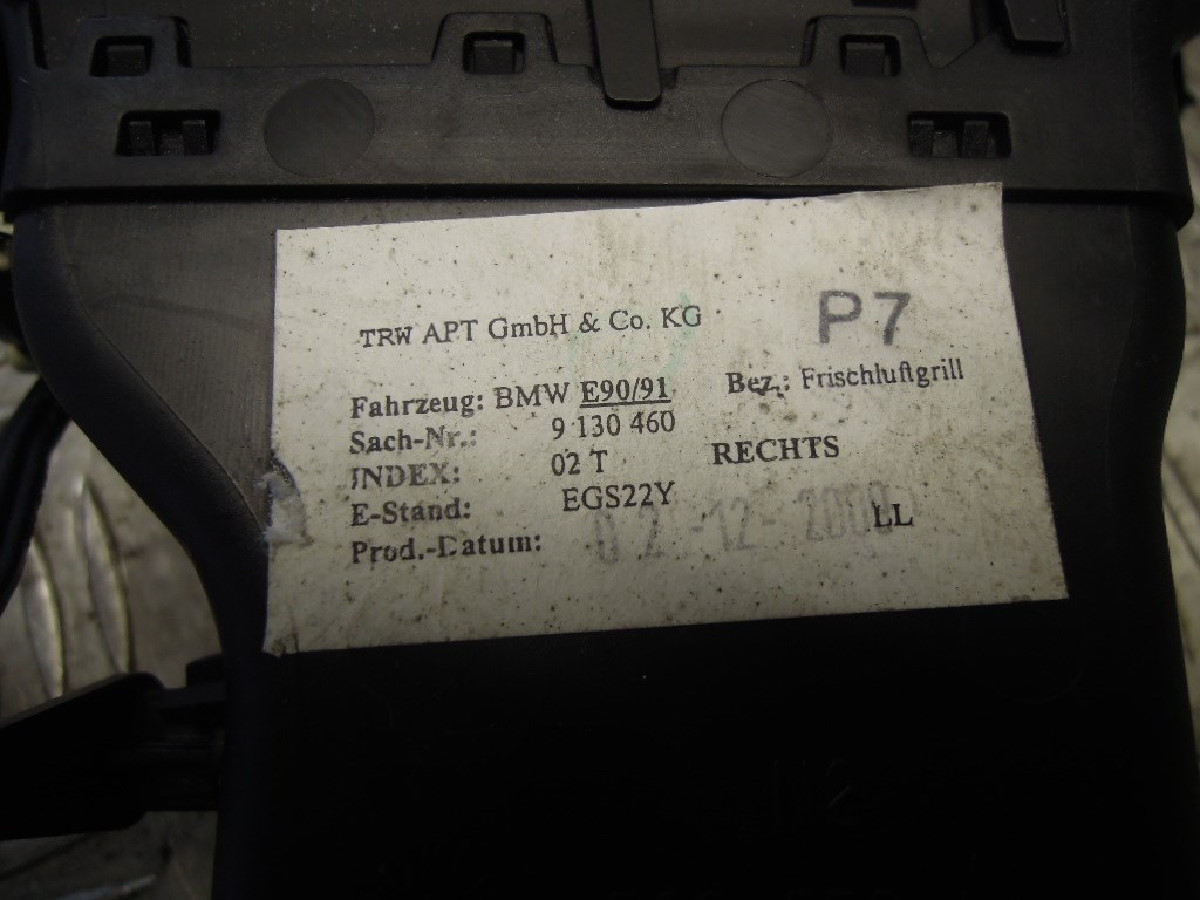 TRW APT GmbH & Co. KG P7
Fahrzeug: BMW E90/91 Bez.: Frischluftgrill
Sach-Nr.: 9 130 460
INDEX: 02 T RECHTS
E-Stand: EGS22Y
Prod.-Datum: LL